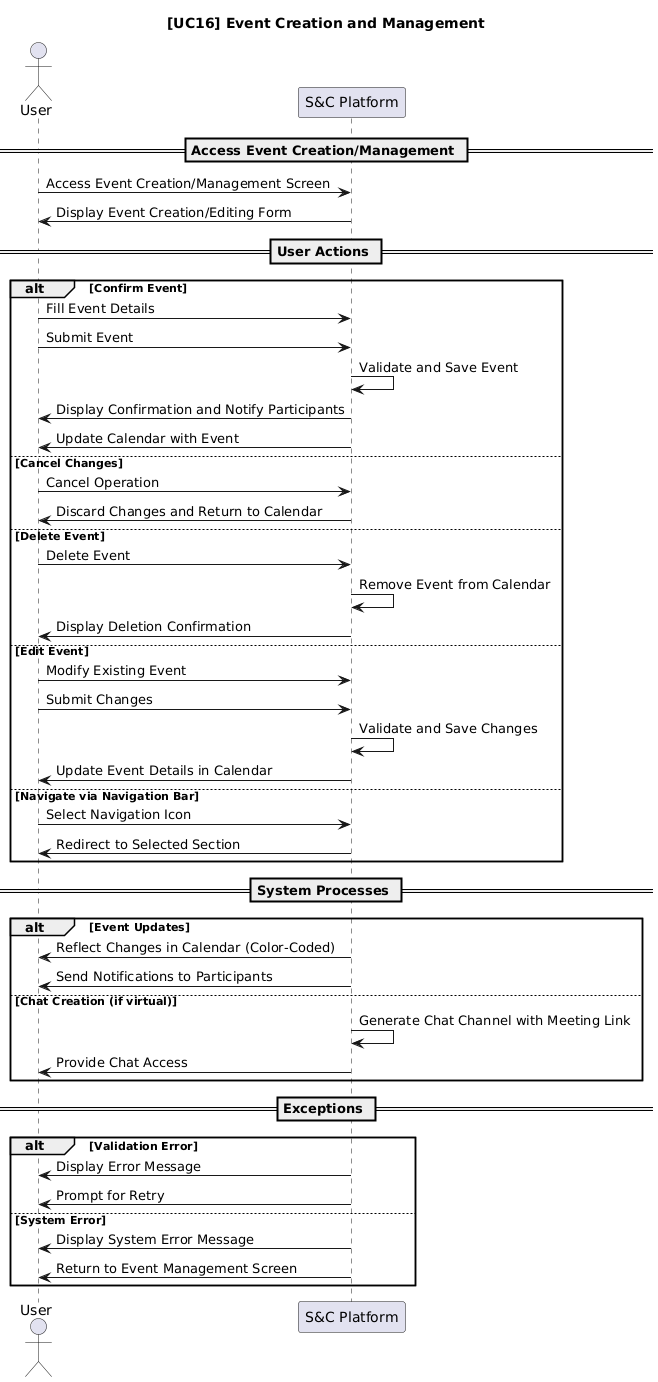 [UC16] Event Creation and Management
User
S&C Platform
Access Event Creation/Management
Access Event Creation/Management Screen
Display Event Creation/Editing Form
User Actions
alt [Confirm Event]
Fill Event Details
Submit Event
Validate and Save Event
Display Confirmation and Notify Participants
Update Calendar with Event
[Cancel Changes]
Cancel Operation
Discard Changes and Return to Calendar
[Delete Event]
Delete Event
Remove Event from Calendar
Display Deletion Confirmation
[Edit Event]
Modify Existing Event
Submit Changes
Validate and Save Changes
Update Event Details in Calendar
[Navigate via Navigation Bar]
Select Navigation Icon
Redirect to Selected Section
System Processes
alt [Event Updates]
Reflect Changes in Calendar (Color-Coded)
Send Notifications to Participants
[Chat Creation (if virtual)]
Generate Chat Channel with Meeting Link
Provide Chat Access
Exceptions
alt [Validation Error]
Display Error Message
Prompt for Retry
[System Error]
Display System Error Message
Return to Event Management Screen
User
S&C Platform